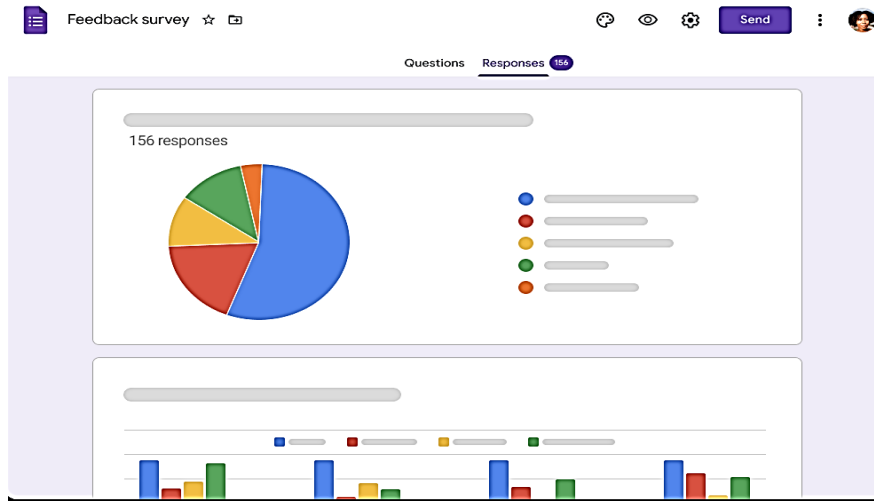 Feedback survey
Send
Questions
Responses 156
156 responses